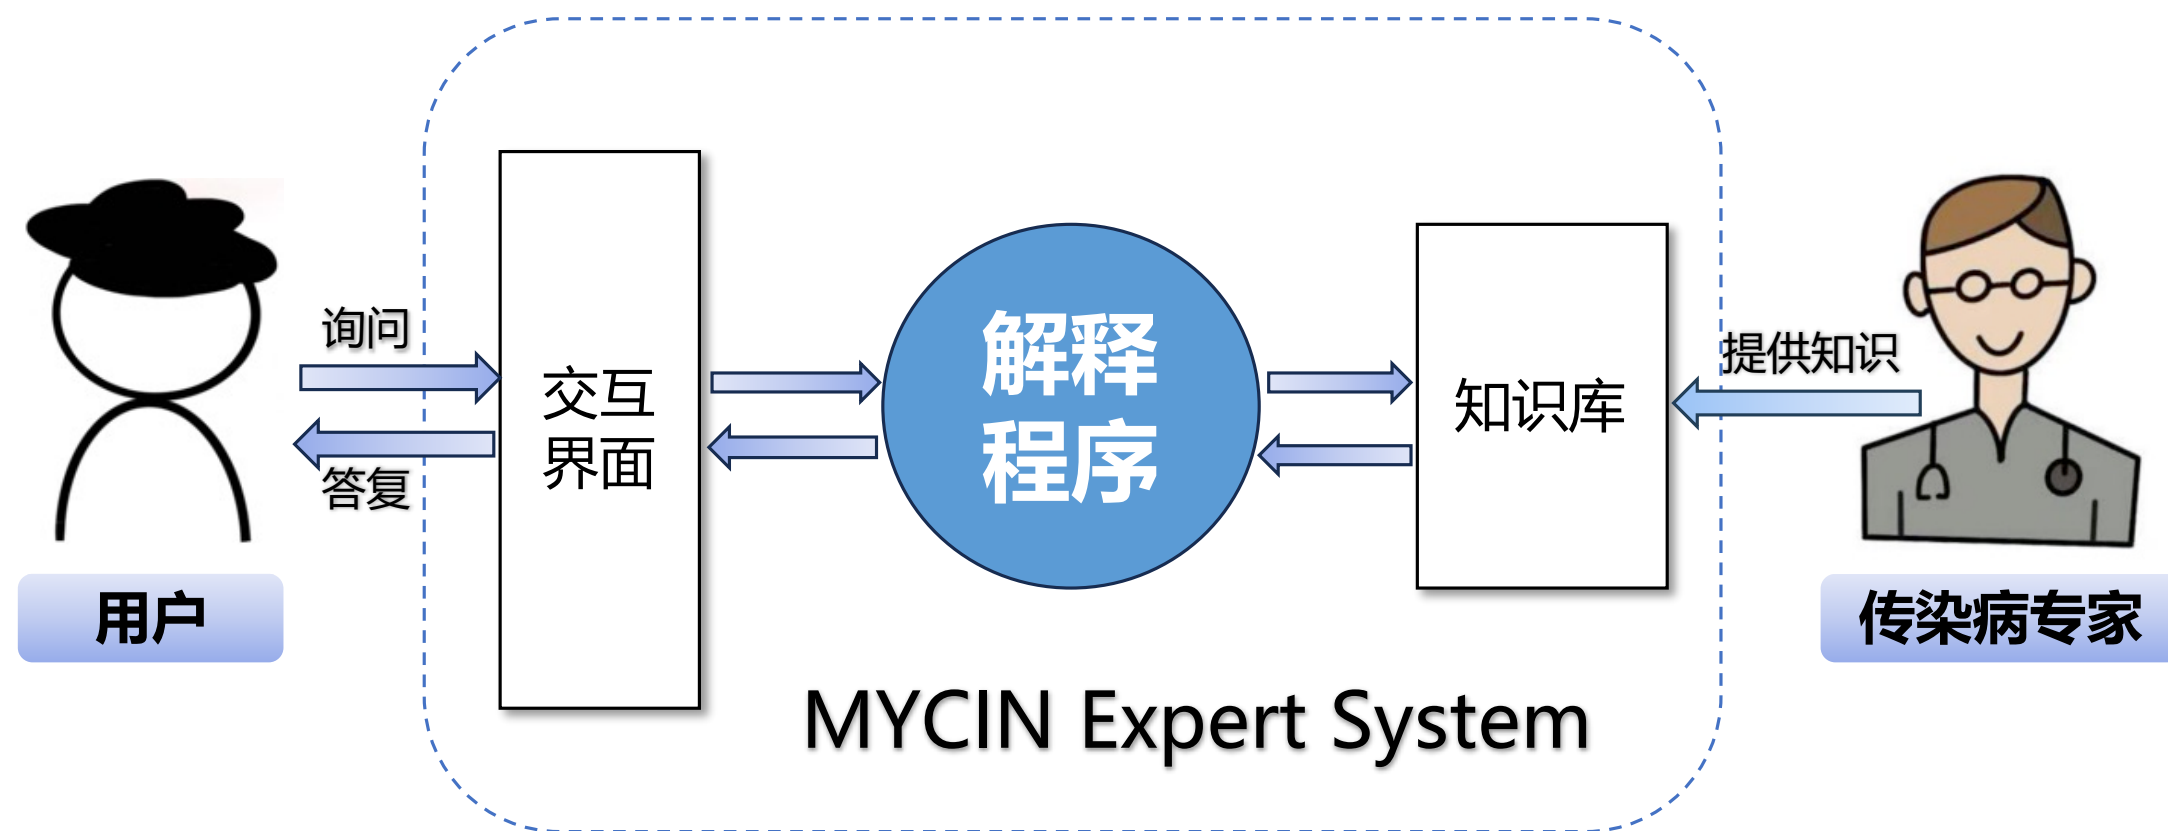 询问
答复
用户
交互
界面
解释
程序
知识库
提供知识
传染病专家
MYCIN Expert System